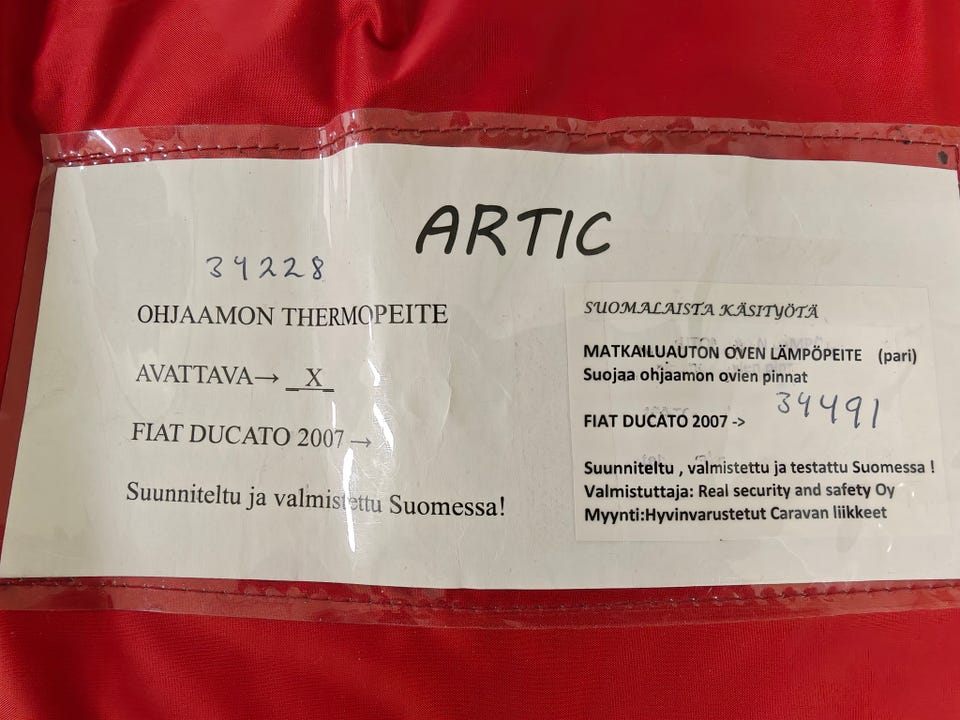 ARTIC
34228
OHJAAMON THERMOPEITE
AVATTAVA→ _X_
FIAT DUCATO 2007 →
Suunniteltu ja valmistettu Suomessa!
SUOMALAISTA KÄSITYÖTÄ
MATKAILUAUTON OVEN LÄMPÖPEITE (pari)
Suojaa ohjaamon ovien pinnat
34491
FIAT DUCATO 2007 ->
Suunniteltu , valmistettu ja testattu Suomessa !
Valmistuttaja: Real security and safety Oy
Myynti:Hyvinvarustetut Caravan liikkeet